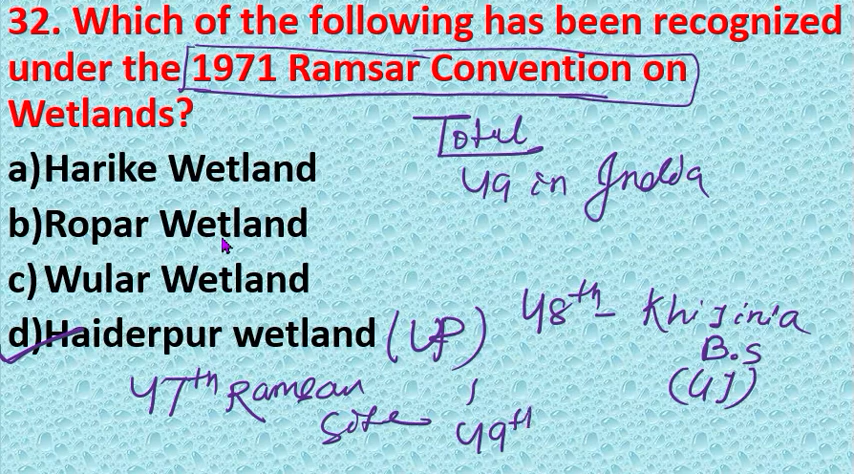 32. Which of the following has been recognized
under the 1971 Ramsar Convention on
Wetlands?
Total
49 in India
a)Harike Wetland
b)Ropar Wetland
c) Wular Wetland
d)Haiderpur wetland (UP)
48th - Khijinia
B.S
(GJ)
47th Ramsar
Site 49th